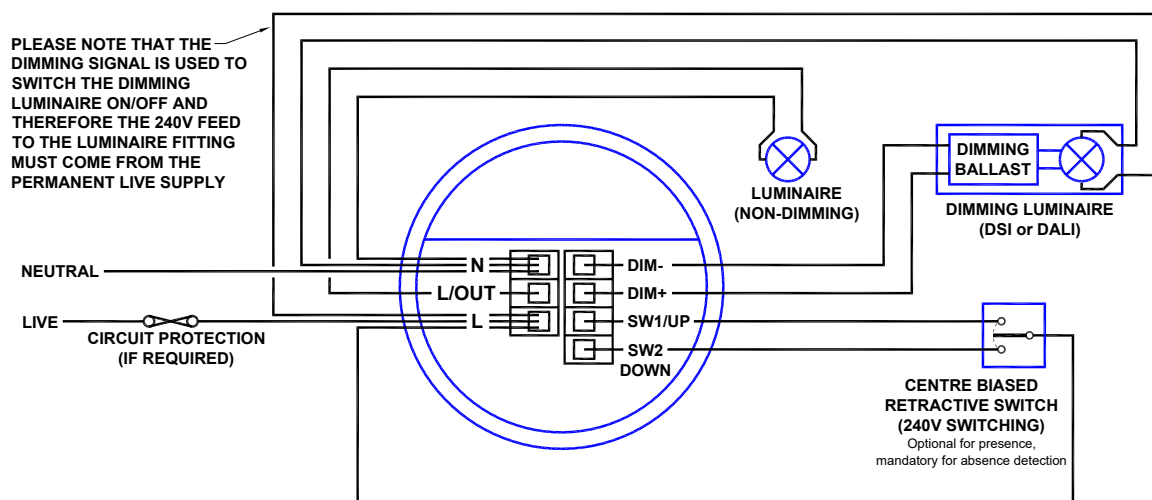 PLEASE NOTE THAT THE
DIMMING SIGNAL IS USED TO
SWITCH THE DIMMING
LUMINAIRE ON/OFF AND
THEREFORE THE 240V FEED
TO THE LUMINAIRE FITTING
MUST COME FROM THE
PERMANENT LIVE SUPPLY
LUMINAIRE
(NON-DIMMING)
DIMMING
BALLAST
DIMMING LUMINAIRE
(DSI or DALI)
NEUTRAL
LIVE
CIRCUIT PROTECTION
(IF REQUIRED)
N
L/OUT
L
DIM-
DIM+
SW1/UP
SW2
DOWN
CENTRE BIASED
RETRACTIVE SWITCH
(240V SWITCHING)
Optional for presence,
mandatory for absence detection